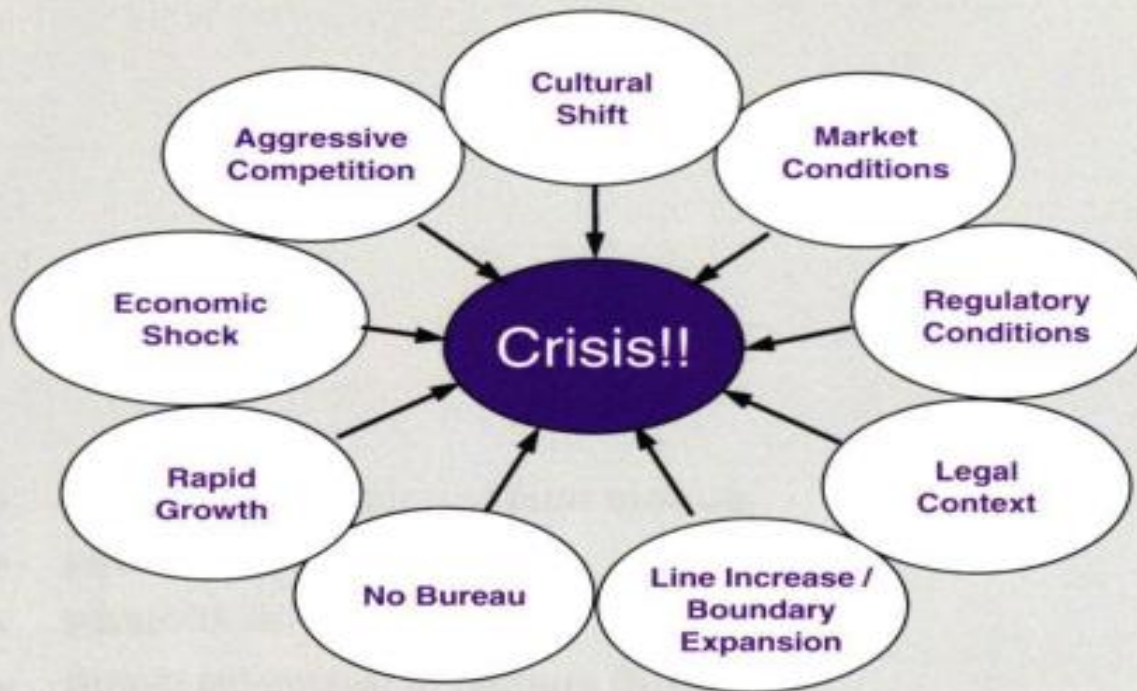 Cultural
Shift
Aggressive
Competition
Market
Conditions
Economic
Shock
Crisis!!
Regulatory
Conditions
Rapid
Growth
Legal
Context
No Bureau
Line Increase /
Boundary
Expansion